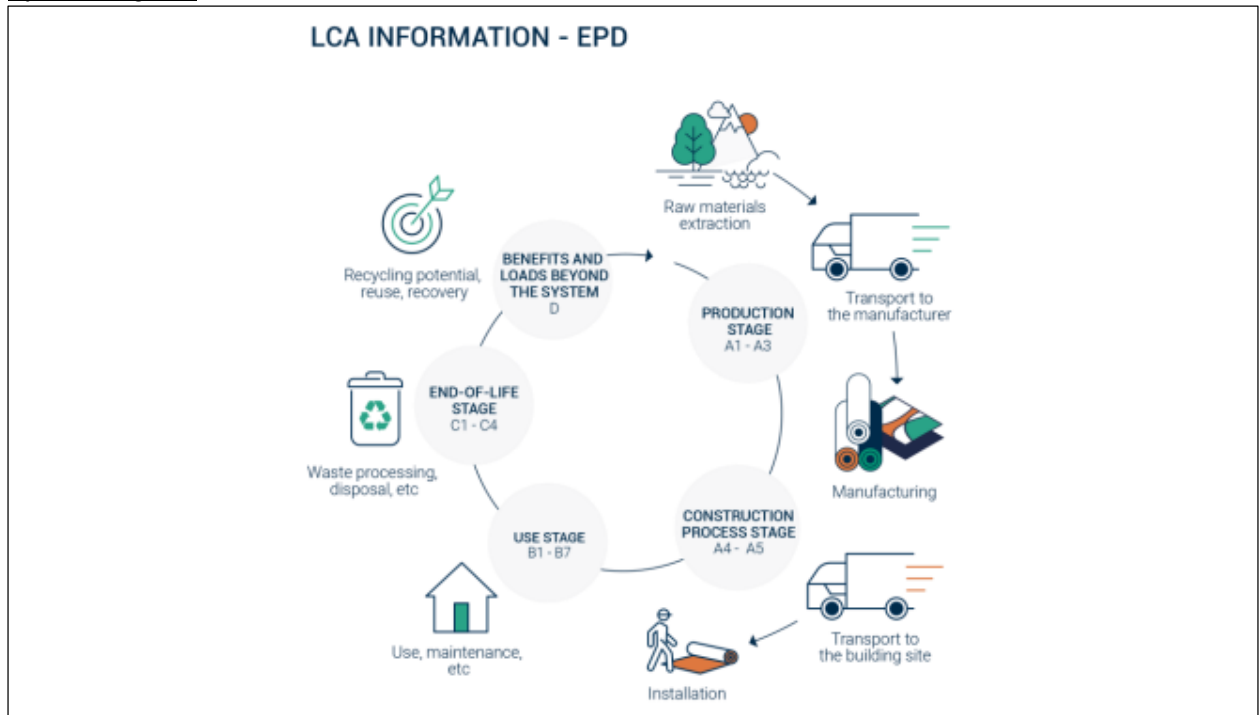 LCA INFORMATION - EPD
Raw materials
extraction
Transport to
the manufacturer
Manufacturing
Transport to
the building site
Installation
Use, maintenance,
etc
Waste processing,
disposal, etc
Recycling potential,
reuse, recovery
BENEFITS AND
LOADS BEYOND
THE SYSTEM
D
PRODUCTION
STAGE
A1 - A3
CONSTRUCTION
PROCESS STAGE
A4 - A5
USE STAGE
B1 - B7
END-OF-LIFE
STAGE
C1 - C4